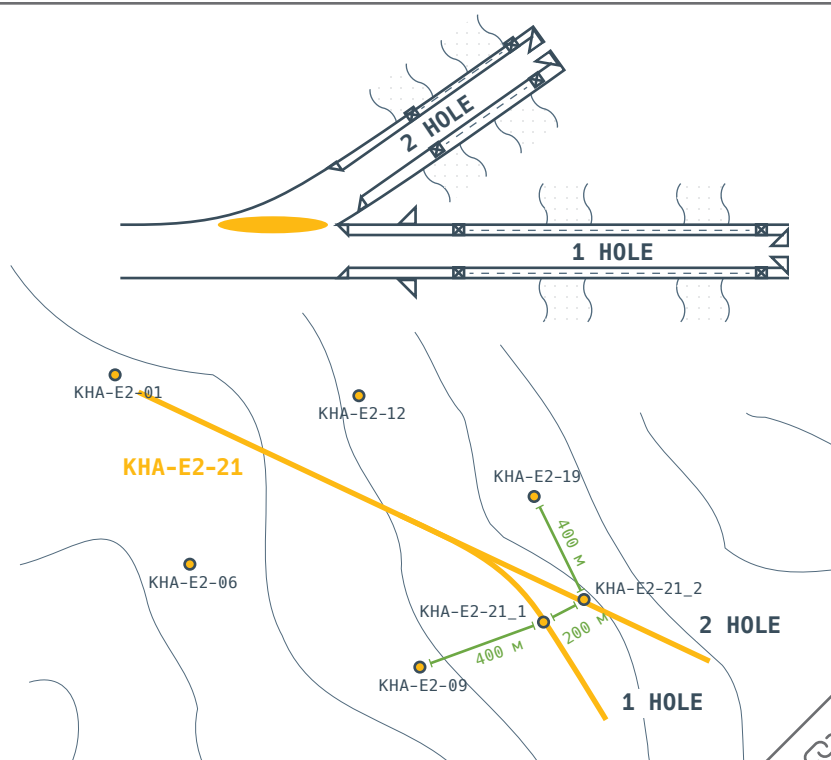 2 HOLE
1 HOLE
KHA-E2-01
KHA-E2-12
KHA-E2-21
KHA-E2-19
400 м
KHA-E2-06
KHA-E2-21_2
KHA-E2-21_1
200 м
2 HOLE
400 м
KHA-E2-09
1 HOLE